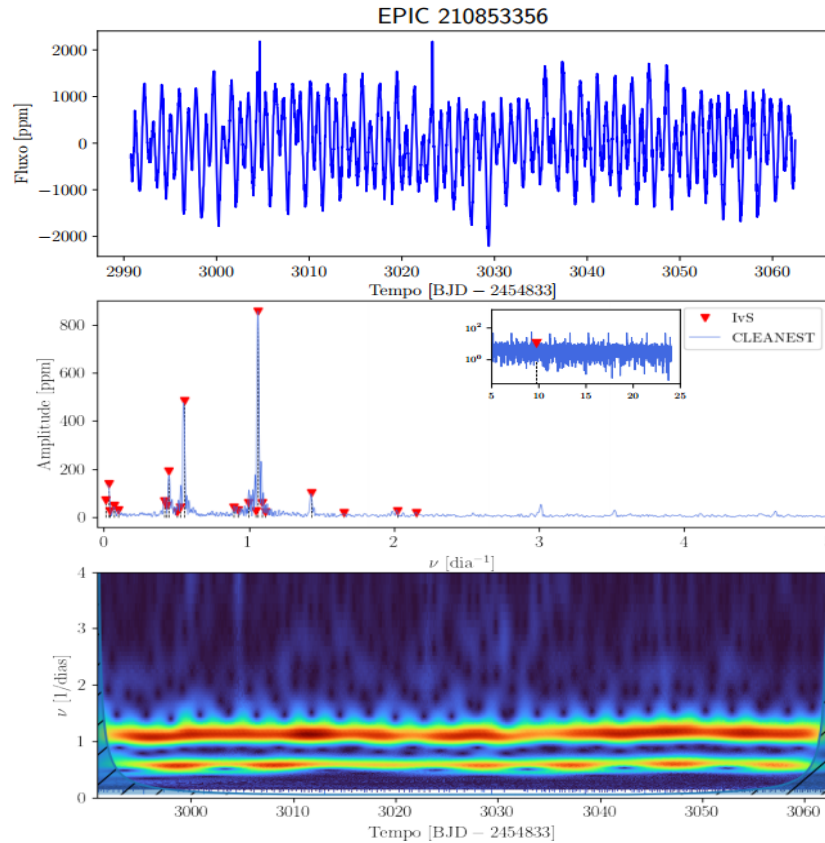 EPIC 210853356
Fluxo [ppm]
2000
1000
0
−1000
−2000
2990 3000 3010 3020 3030 3040 3050 3060
Tempo [BJD − 2454833]
Amplitude [ppm]
800
600
400
200
0
10²
10⁰
5 10 15 20 25
IvS
CLEANEST
0 1 2 3 4
ν [dia⁻¹]
ν [1/dias]
4
3
2
1
0
3000 3010 3020 3030 3040 3050 3060
Tempo [BJD − 2454833]